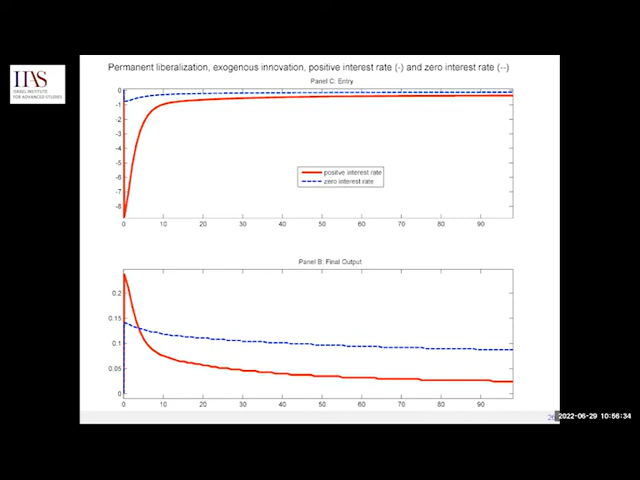 IIAS
ISRAEL INSTITUTE
FOR ADVANCED STUDIES
Permanent liberalization, exogenous innovation, positive interest rate (-) and zero interest rate (--)
Panel C: Entry
0
-1
-2
-3
-4
-5
-6
-7
-8
positive interest rate
zero interest rate
0 10 20 30 40 50 60 70 80 90
Panel B: Final Output
0.2
0.15
0.1
0.05
0
0 10 20 30 40 50 60 70 80 90
2022-06-29 10:56:34